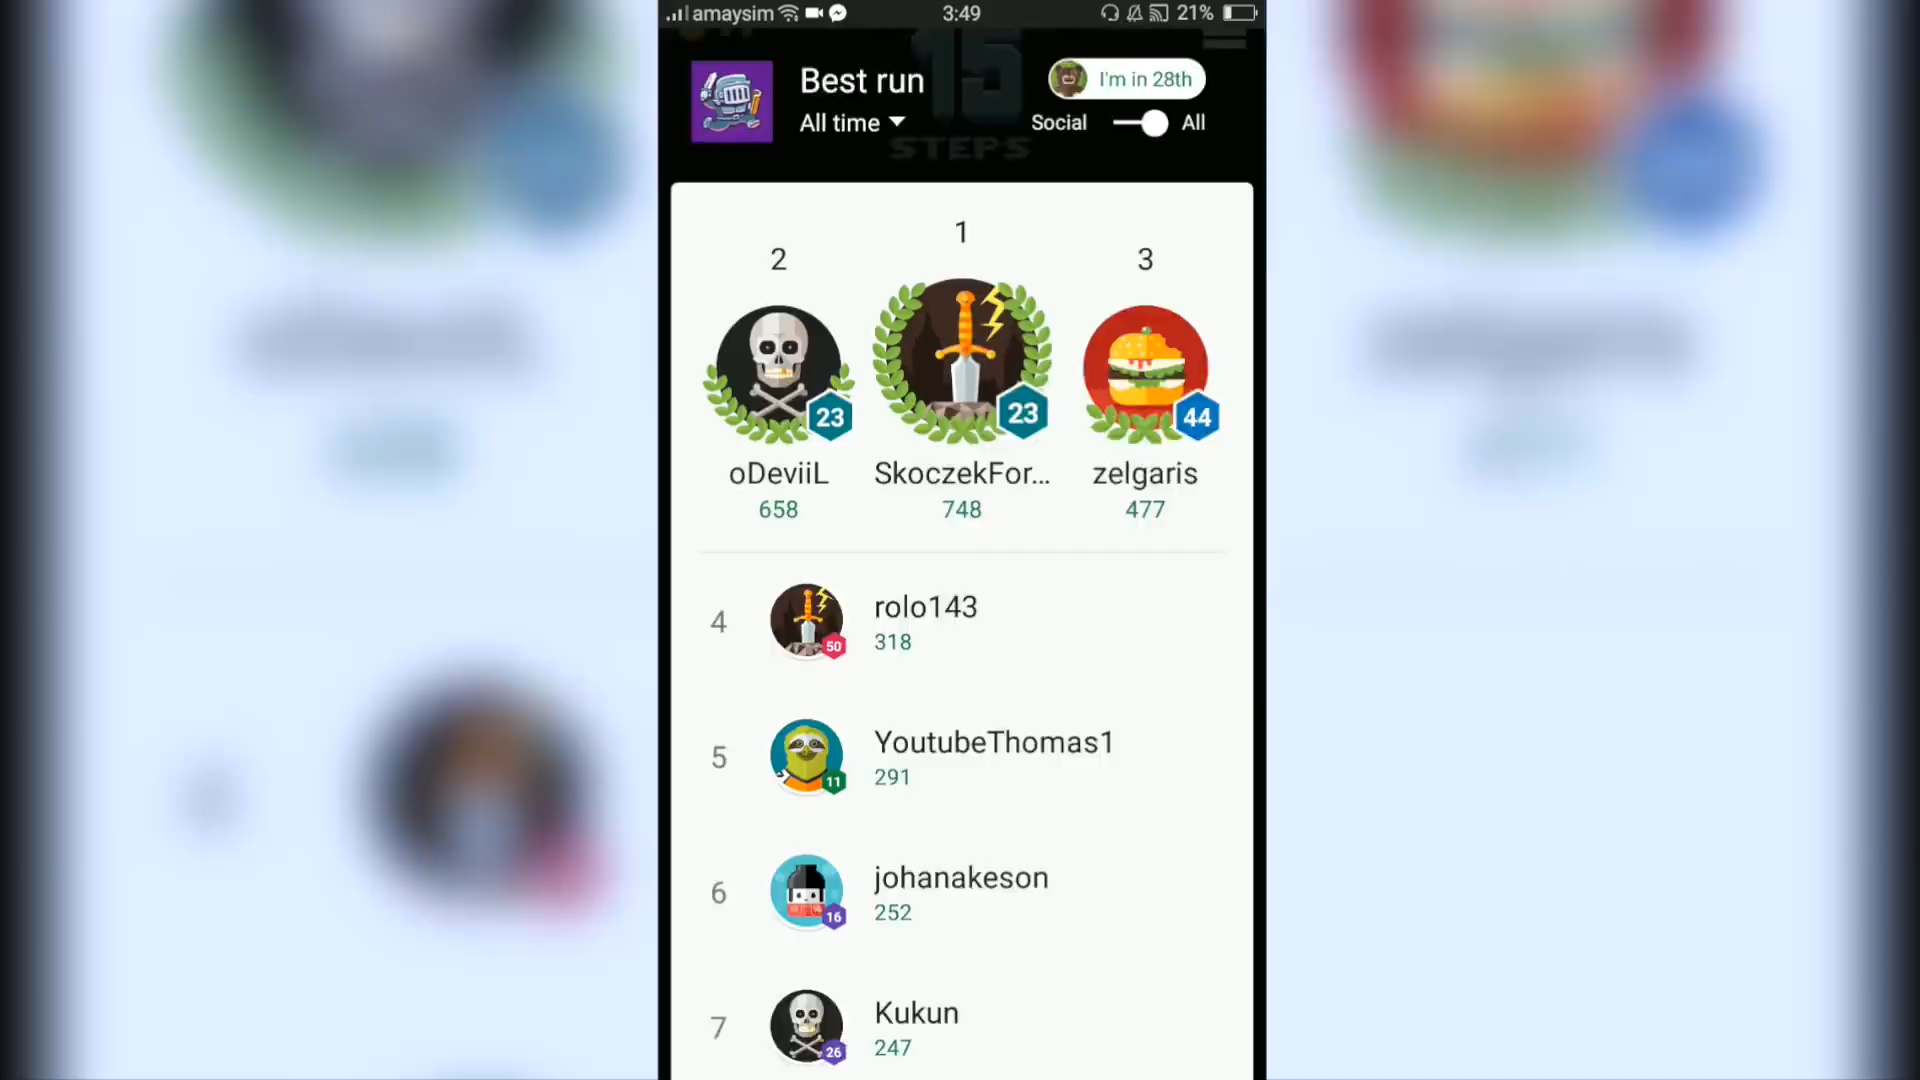 amaysim 3:49 21%
15
STEPS
Best run
I'm in 28th
All time
Social All
1
2
3
23
23
44
oDeviiL
SkoczekFor...
zelgaris
658
748
477
4
50
rolo143
318
5
11
YoutubeThomas1
291
6
16
johanakeson
252
7
26
Kukun
247